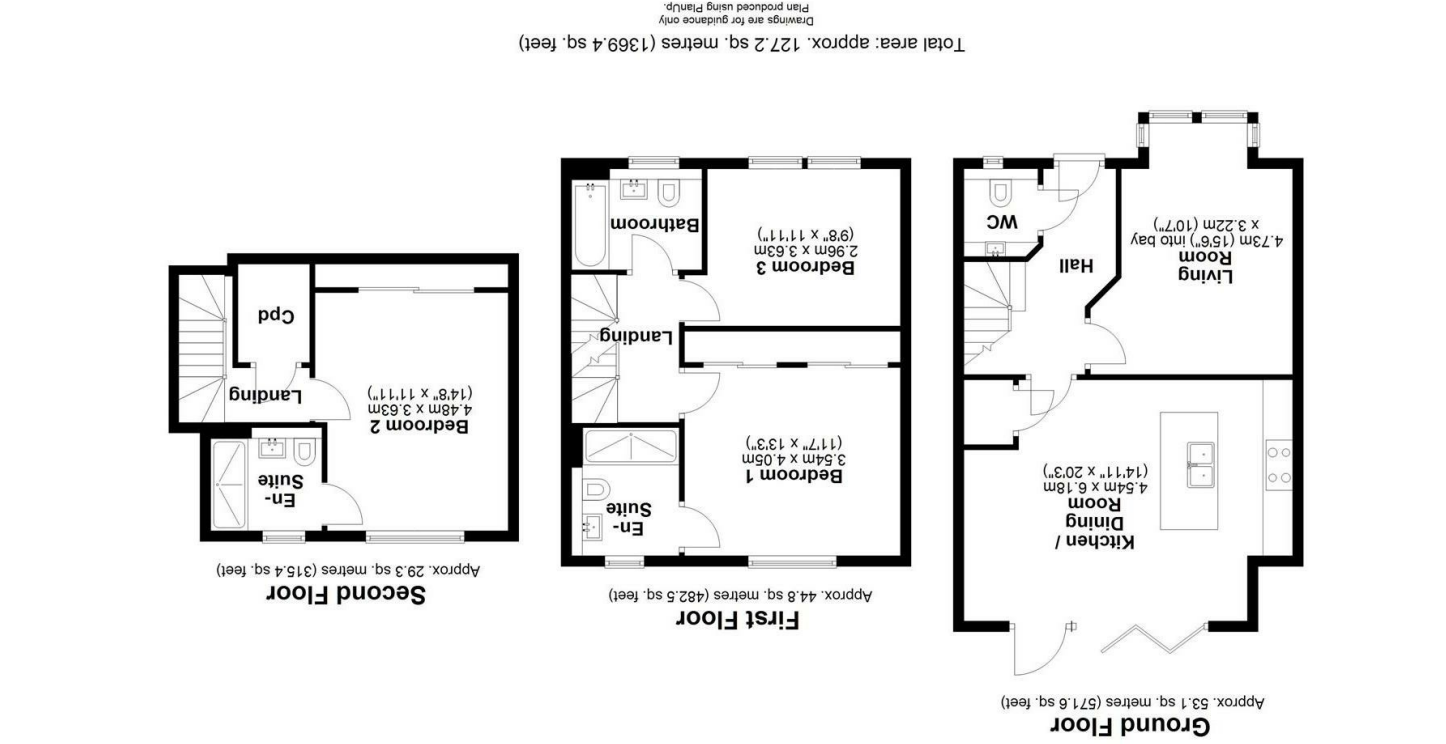 Ground Floor
Approx. 53.1 sq. metres (571.6 sq. feet)
Kitchen /
Dining
Room
4.54m x 6.18m
(14'11" x 20'3")
Living
Room
4.73m (15'6") into bay
x 3.22m (10'7")
Hall
WC
First Floor
Approx. 44.8 sq. metres (482.5 sq. feet)
En-
Suite
Bedroom 1
3.54m x 4.05m
(11'7" x 13'3")
Landing
Bedroom 3
2.96m x 3.63m
(9'8" x 11'11")
Bathroom
Second Floor
Approx. 29.3 sq. metres (315.4 sq. feet)
En-
Suite
Bedroom 2
4.48m x 3.63m
(14'8" x 11'11")
Landing
Cpd
Total area: approx. 127.2 sq. metres (1369.4 sq. feet)
Drawings are for guidance only
Plan produced using PlanUp.